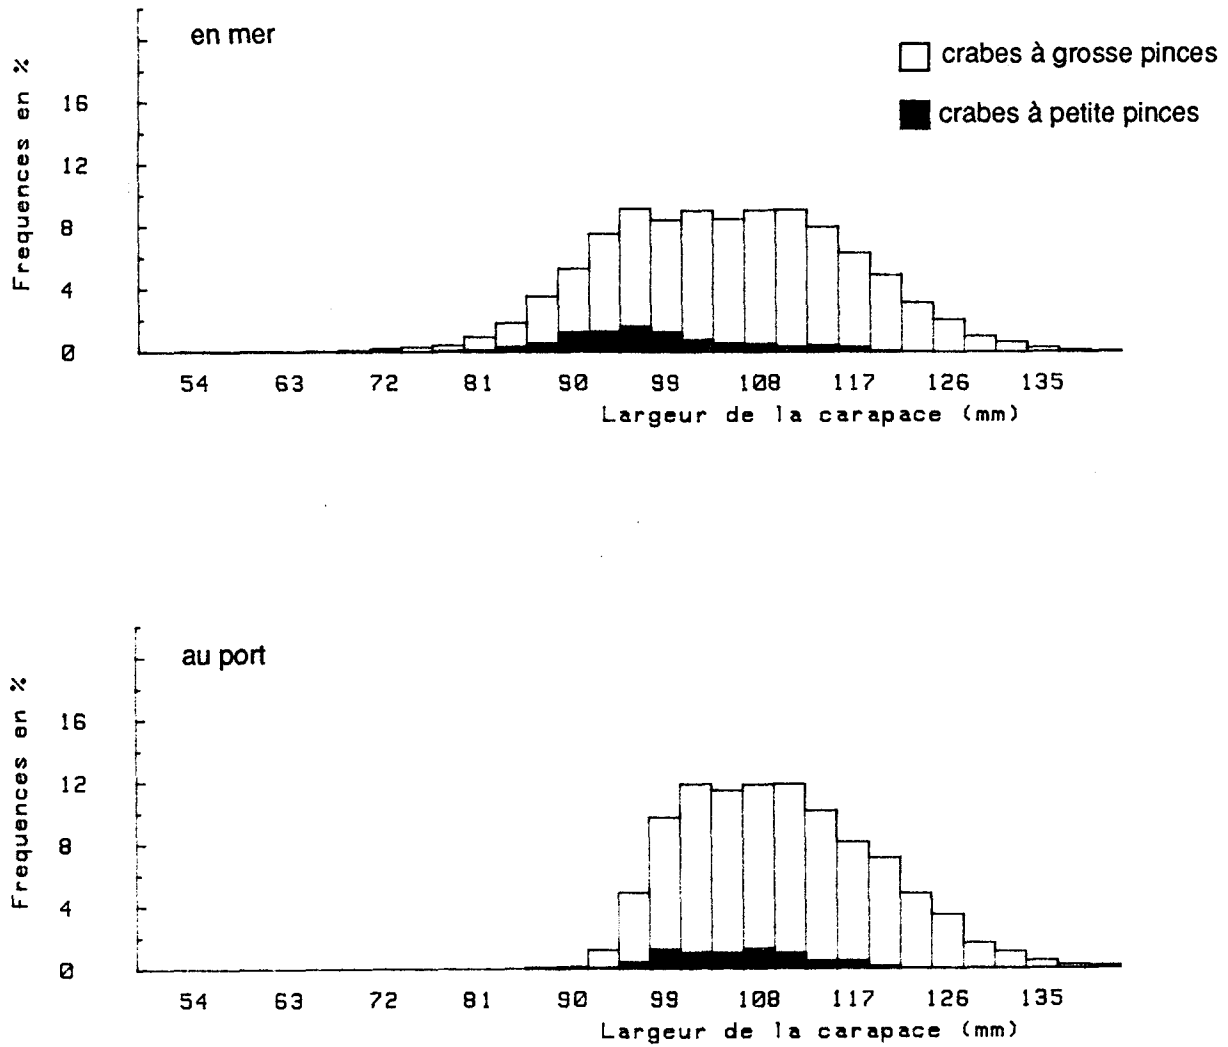 en mer
crabes à grosse pinces
crabes à petite pinces
Frequences en %
16
12
8
4
0
54 63 72 81 90 99 108 117 126 135
Largeur de la carapace (mm)
au port
Frequences en %
16
12
8
4
0
54 63 72 81 90 99 108 117 126 135
Largeur de la carapace (mm)